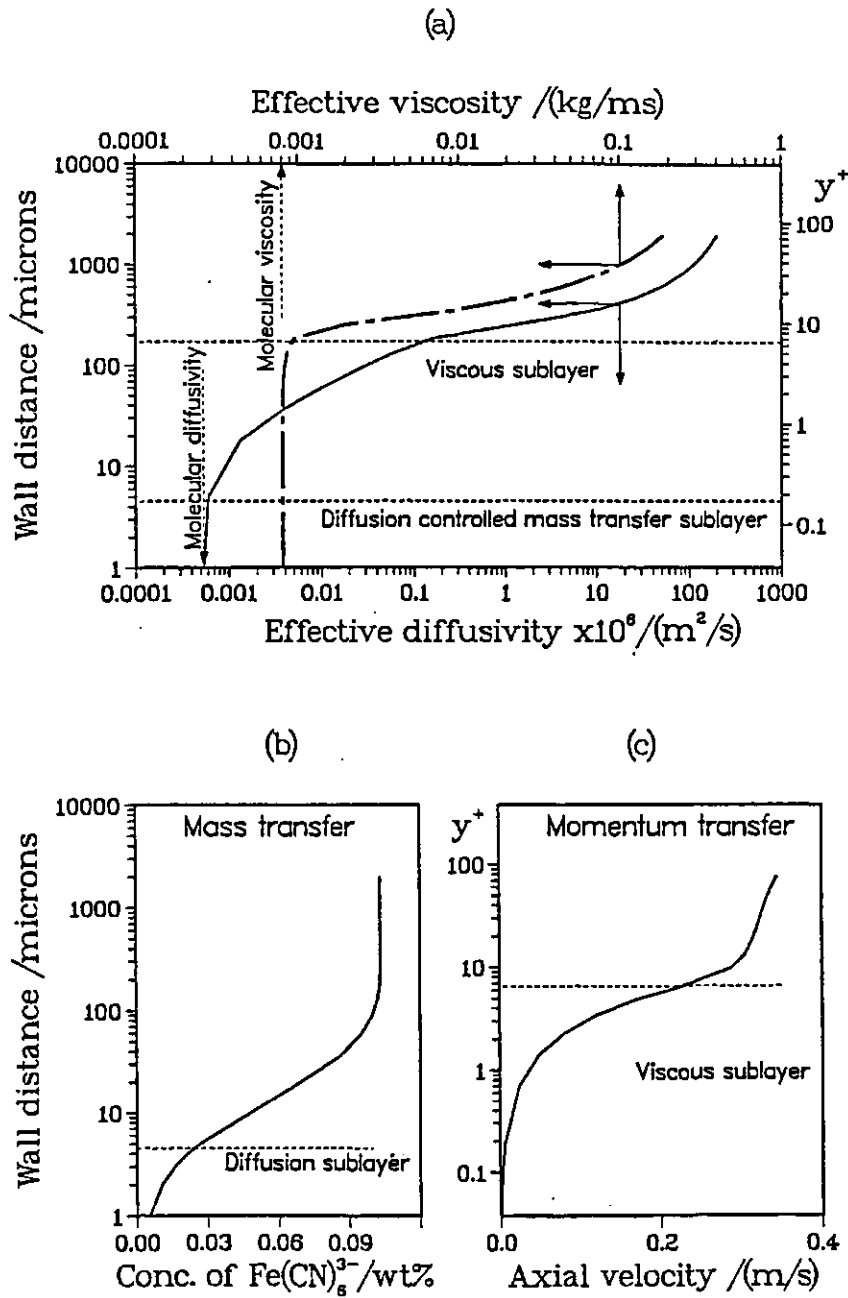 (a)
Effective viscosity /(kg/ms)
0.0001 0.001 0.01 0.1 1
Wall distance /microns
10000
1000
100
10
1
y+
100
10
1
0.1
Molecular viscosity
Molecular diffusivity
Viscous sublayer
Diffusion controlled mass transfer sublayer
0.0001 0.001 0.01 0.1 1 10 100 1000
Effective diffusivity x10⁶/(m²/s)
(b)
Mass transfer
Wall distance /microns
10000
1000
100
10
1
Diffusion sublayer
0.00 0.03 0.06 0.09
Conc. of Fe(CN)₆³⁻/wt%
(c)
Momentum transfer
y+
100
10
1
0.1
Viscous sublayer
0.0 0.2 0.4
Axial velocity /(m/s)